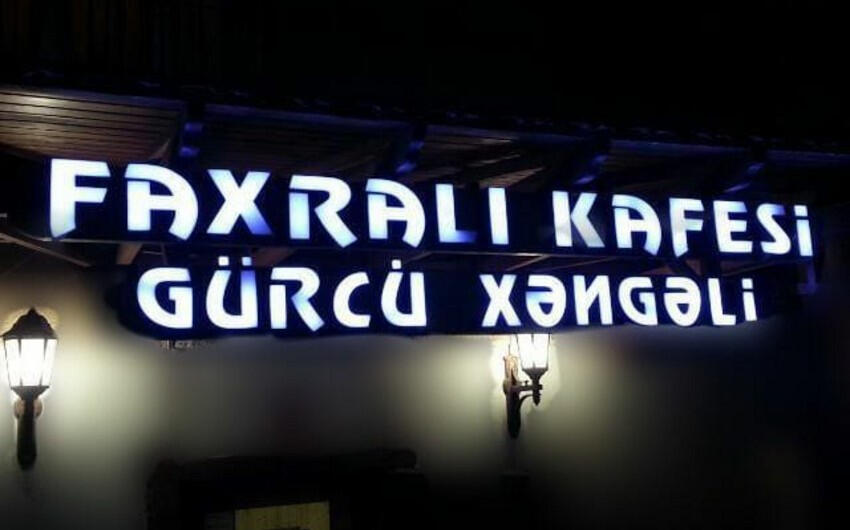 FAXRALI KAFESİ
GÜRCÜ XƏNGƏLİ